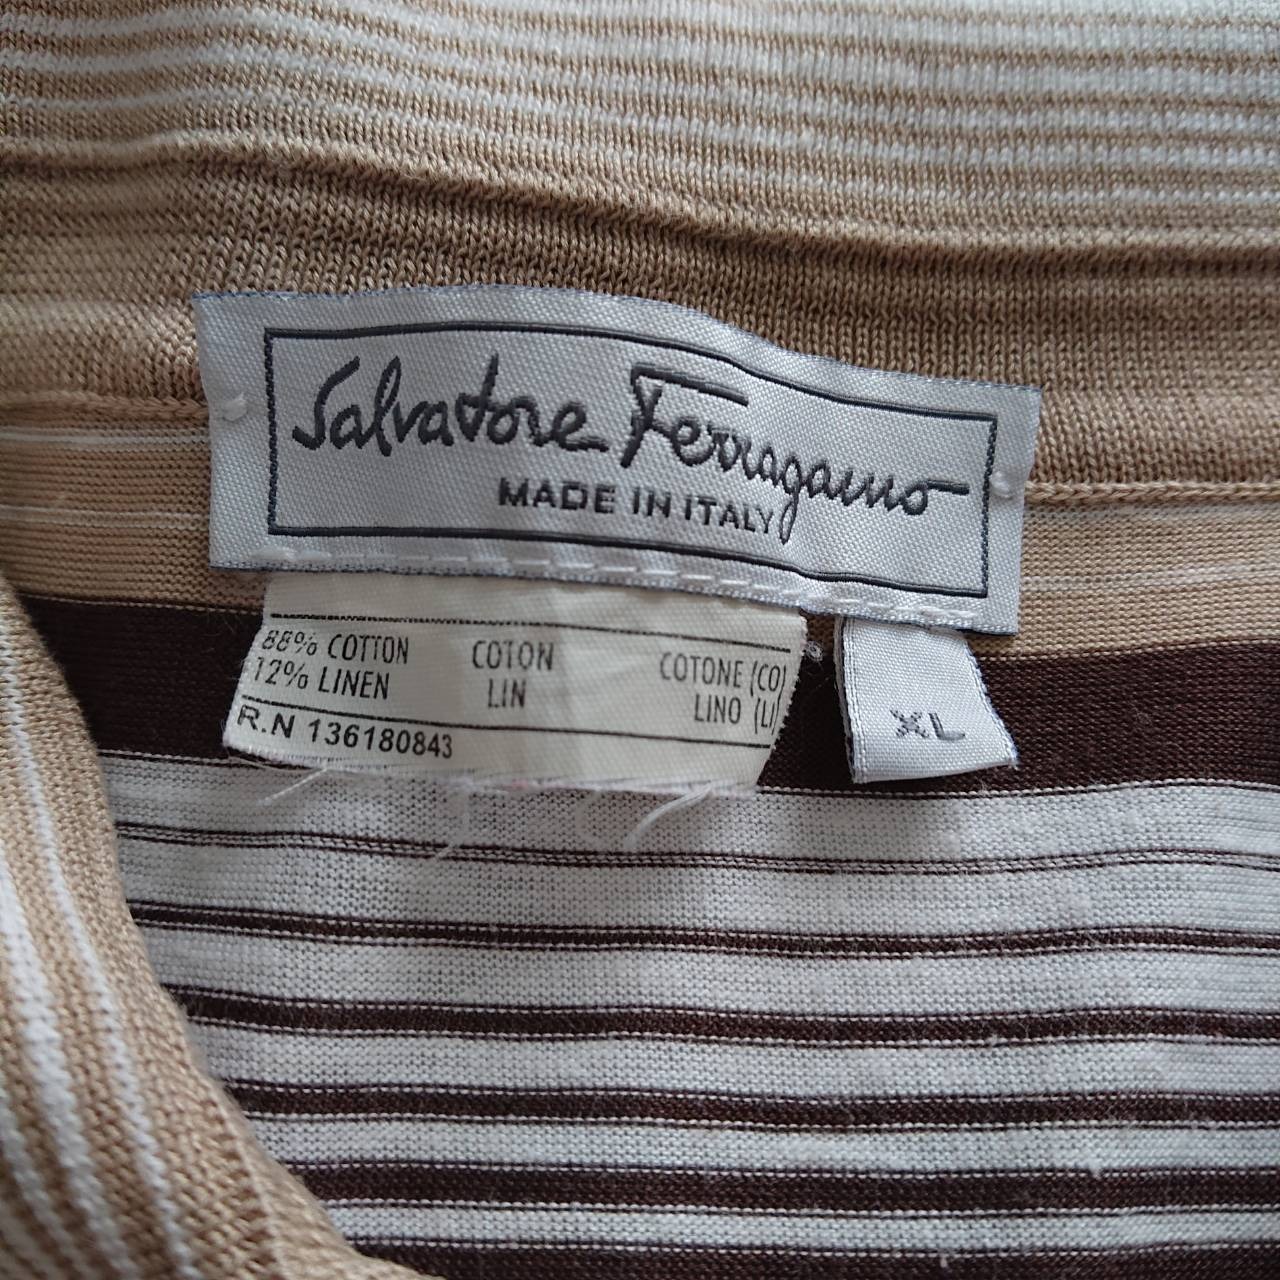 Salvatore Ferragamo
MADE IN ITALY
88% COTTON COTON COTONE (CO)
12% LINEN LIN LINO (LI)
R.N 136180843
XL